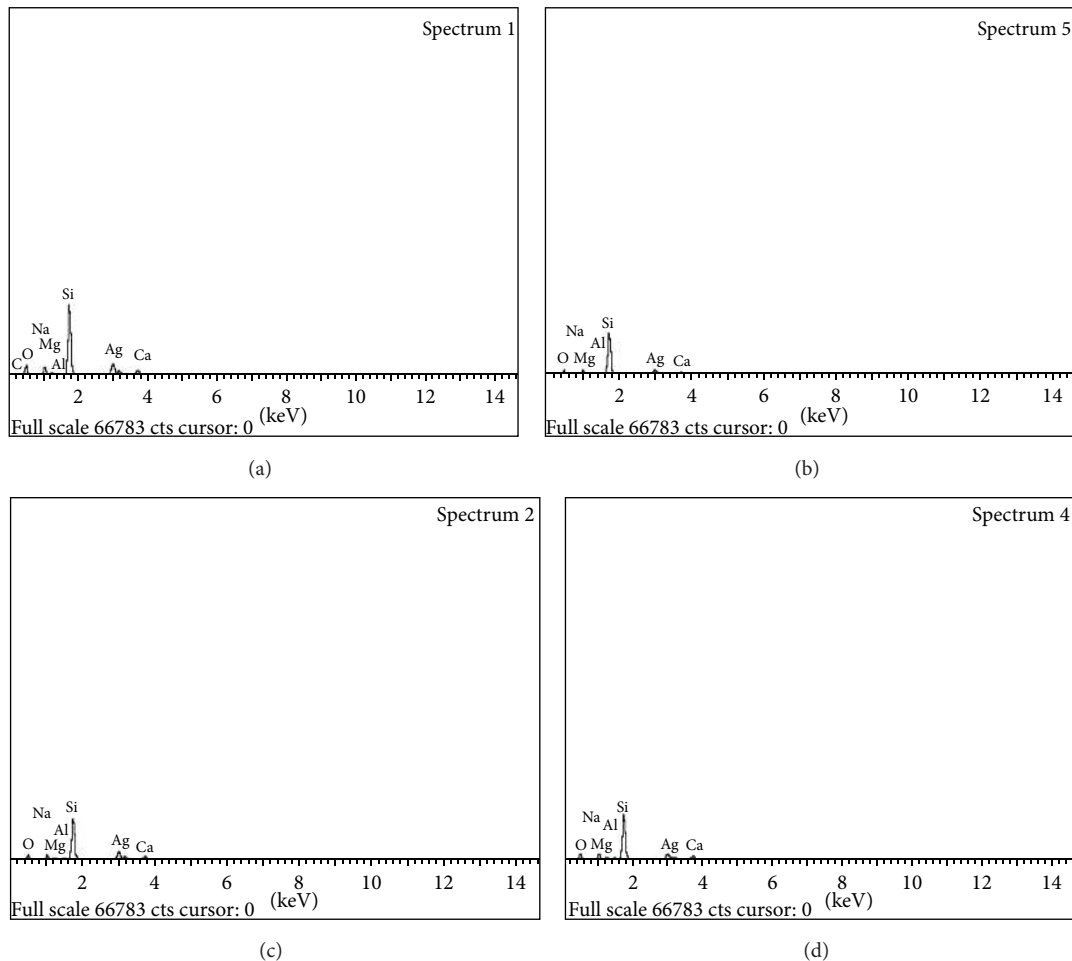 Spectrum 1
Si
Na
O
Mg
C
Al
Ag
Ca
2 4 6 8 10 12 14
(keV)
Full scale 66783 cts cursor: 0
(a)
Spectrum 5
Si
Na
Al
O
Mg
Ag
Ca
2 4 6 8 10 12 14
(keV)
Full scale 66783 cts cursor: 0
(b)
Spectrum 2
Si
Na
Al
O
Mg
Ag
Ca
2 4 6 8 10 12 14
(keV)
Full scale 66783 cts cursor: 0
(c)
Spectrum 4
Si
Na
Al
O
Mg
Ag
Ca
2 4 6 8 10 12 14
(keV)
Full scale 66783 cts cursor: 0
(d)